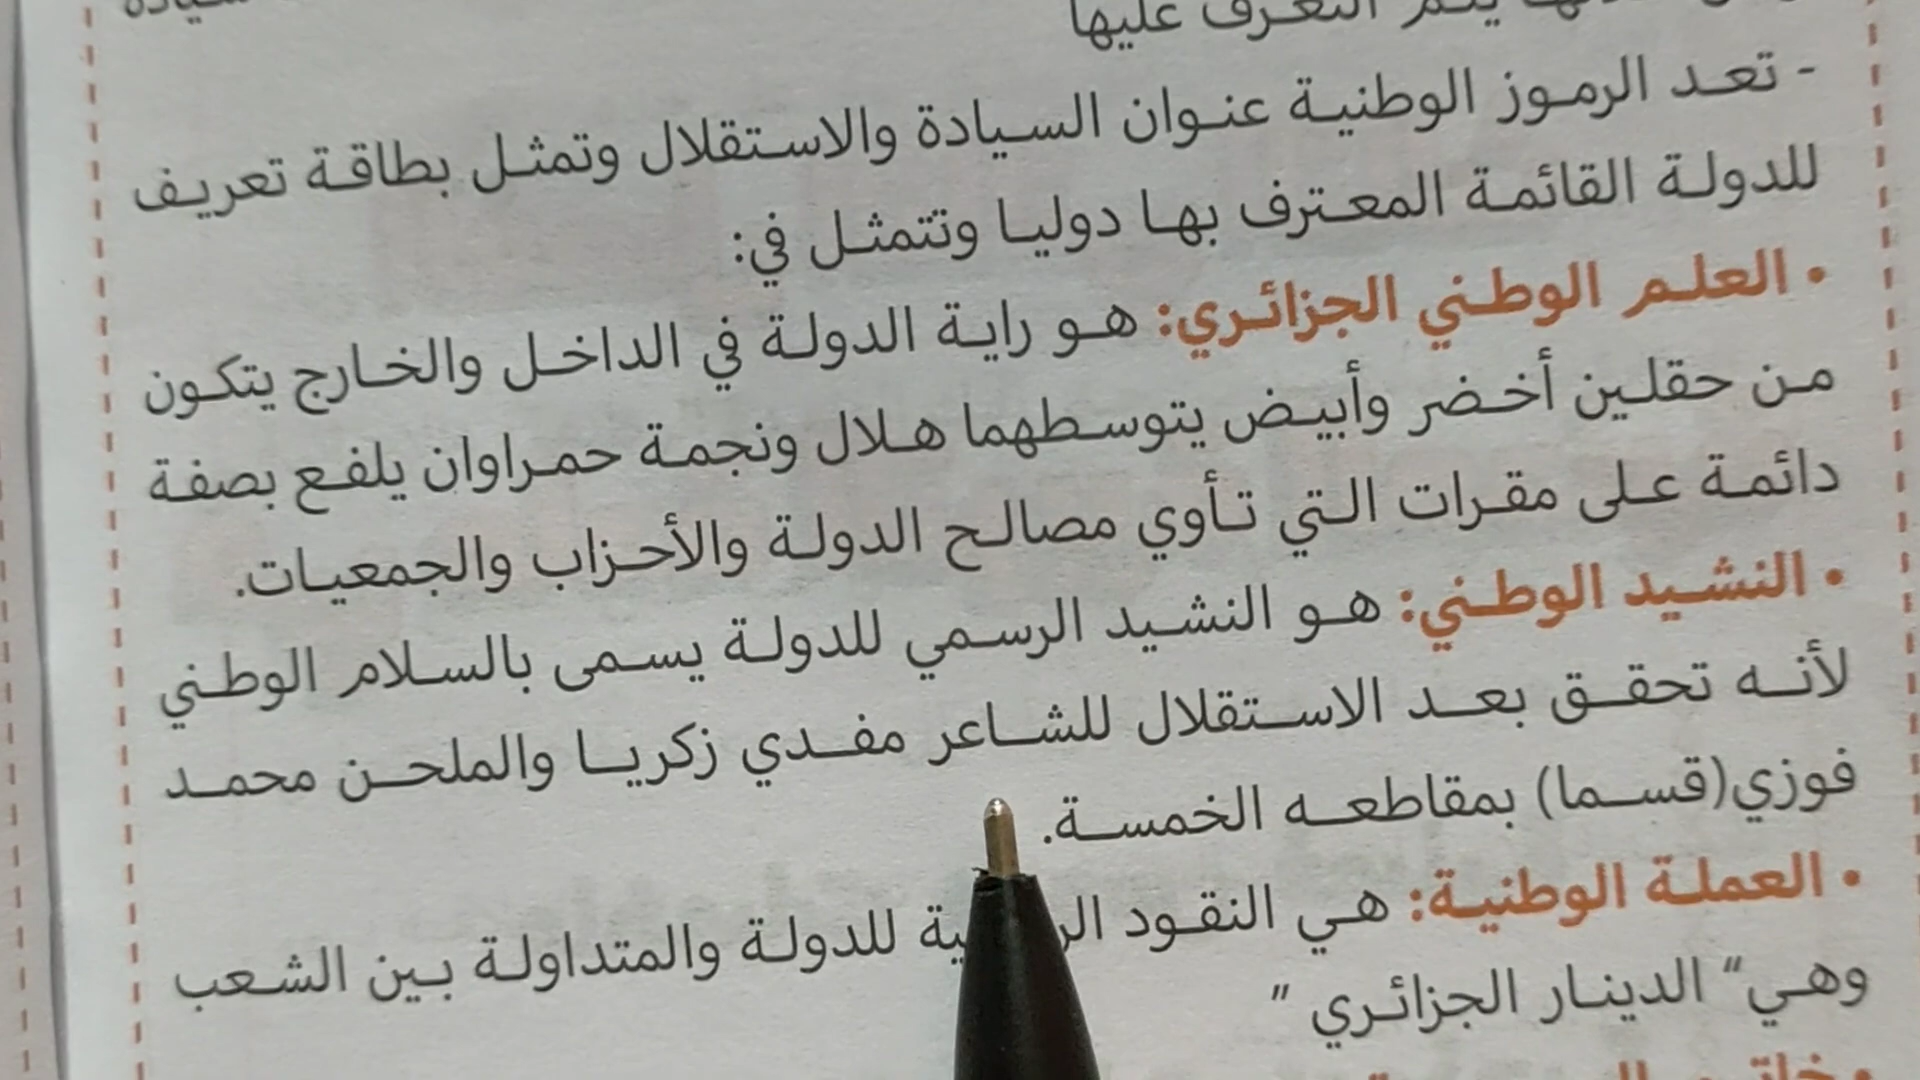 التعرف عليها
- تعد الرموز الوطنية عنوان السيادة والاستقلال وتمثل بطاقة تعريف
للدولة القائمة المعترف بها دوليا وتتمثل في:
• العلم الوطني الجزائري: هو راية الدولة في الداخل والخارج يتكون
من حقلين أخضر وأبيض يتوسطهما هلال ونجمة حمراوان يلفع بصفة
دائمة على مقرات التي تأوي مصالح الدولة والأحزاب والجمعيات.
• النشيد الوطني: هو النشيد الرسمي للدولة يسمى بالسلام الوطني
لأنه تحقق بعد الاستقلال للشاعر مفدي زكريا والملحن محمد
فوزي(قسما) بمقاطعه الخمسة.
• العملة الوطنية: هي النقود للدولة والمتداولة بين الشعب
وهي" الدينار الجزائري "